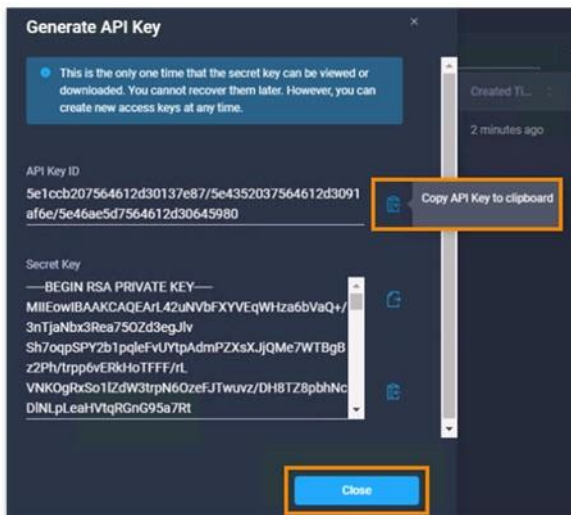 Generate API Key
×
This is the only one time that the secret key can be viewed or
downloaded. You cannot recover them later. However, you can
create new access keys at any time.
Created Ti...
2 minutes ago
API Key ID
5e1ccb207564612d30137e87/5e4352037564612d3091
af6e/5e46ae5d7564612d30645980
Copy API Key to clipboard
Secret Key
-----BEGIN RSA PRIVATE KEY-----
MIIEowIBAAKCAQEArL42uNVbFXYVEqWHza6bVaQ+/
3nTjaNbx3Rea75OZd3egJlv
Sh7oqpSPY2b1pqleFvUYtpAdmPZXsXJjQMe7WTBgB
z2Ph/trpp6vERkHoTFFF/rL
VNKOgRxSo1lZdW3trpN6OzeFJTwuvz/DH8TZ8pbhNc
DlNLpLeaHVtqRGnG95a7Rt
Close